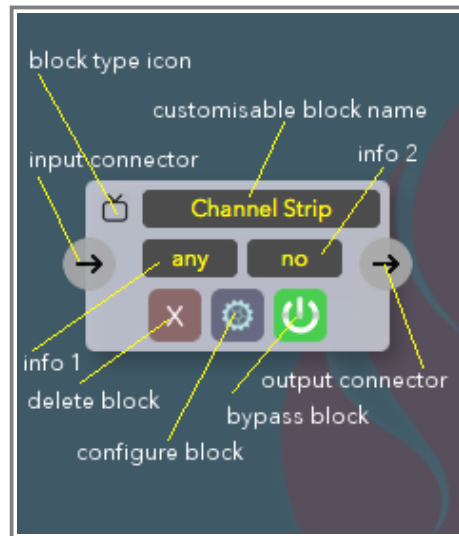 block type icon
customisable block name
input connector
info 2
Channel Strip
any
no
X
info 1
output connector
delete block
bypass block
configure block